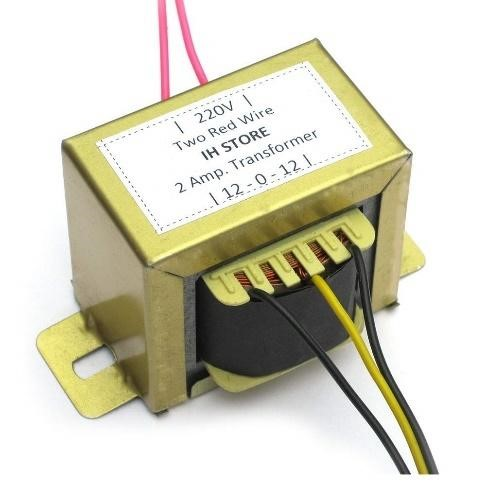 | 220V |
Two Red Wire
IH STORE
2 Amp. Transformer
| 12 - 0 - 12 |